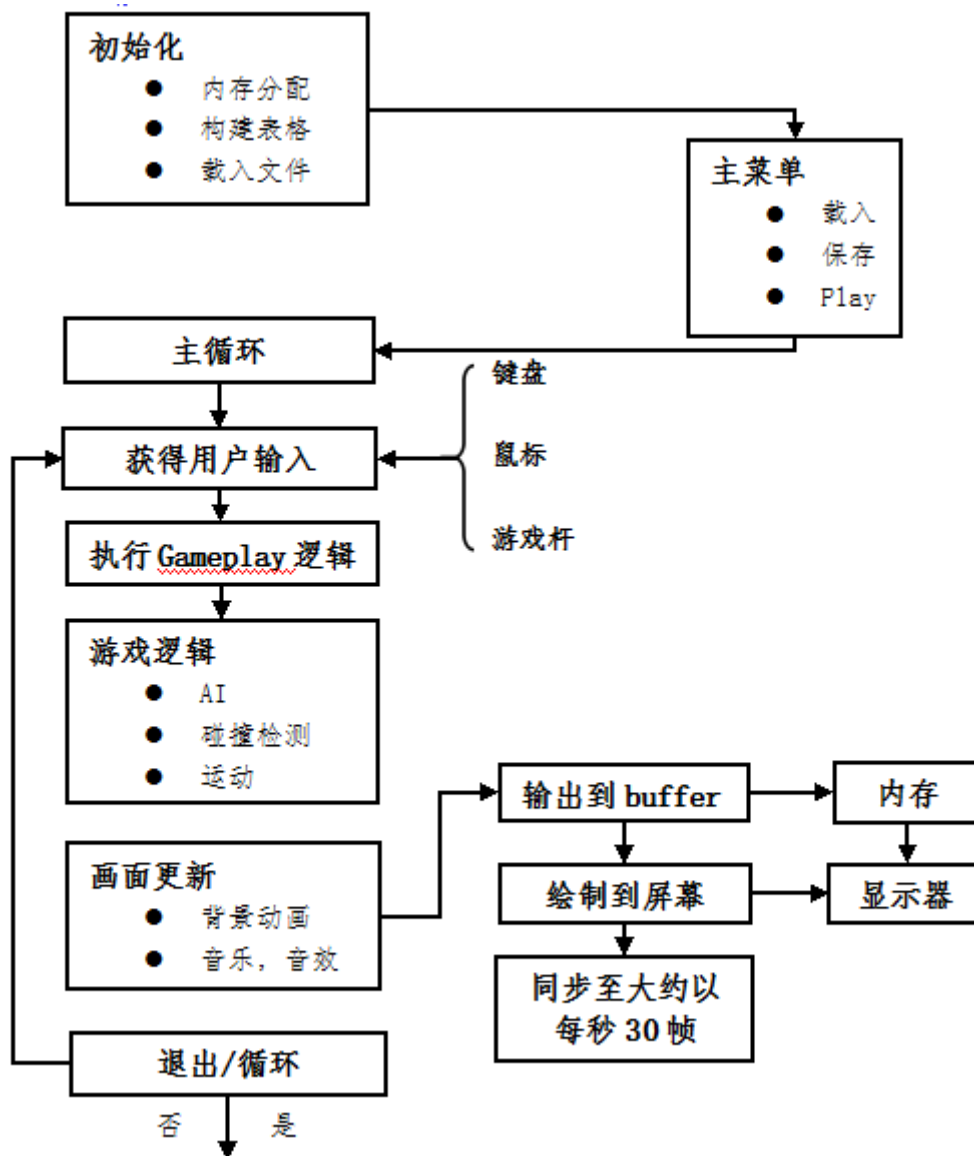 初始化
● 内存分配
● 构建表格
● 载入文件
主菜单
● 载入
● 保存
● Play
主循环
键盘
获得用户输入
鼠标
游戏杆
执行Gameplay逻辑
游戏逻辑
● AI
● 碰撞检测
● 运动
输出到buffer
内存
画面更新
● 背景动画
● 音乐，音效
绘制到屏幕
显示器
同步至大约以
每秒30帧
退出/循环
否 是